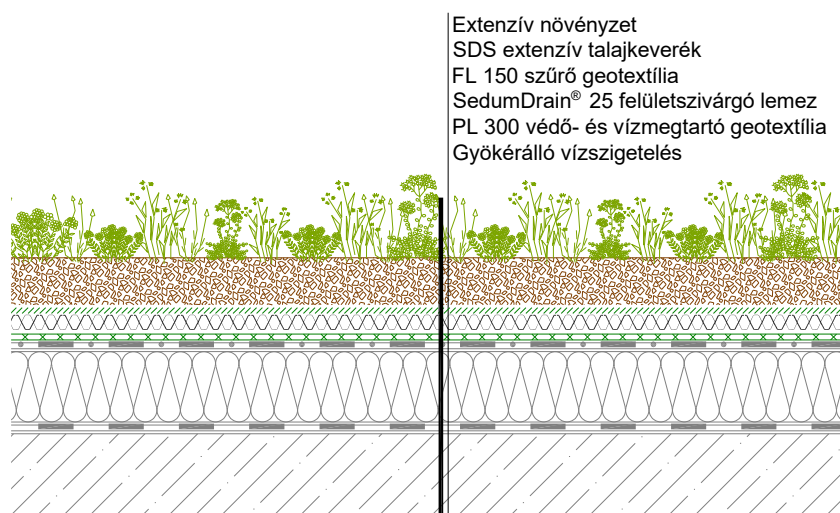 Extenzív növényzet
SDS extenzív talajkeverék
FL 150 szűrő geotextília
SedumDrain® 25 felületszivárgó lemez
PL 300 védő- és vízmegtartó geotextília
Gyökérálló vízszigetelés